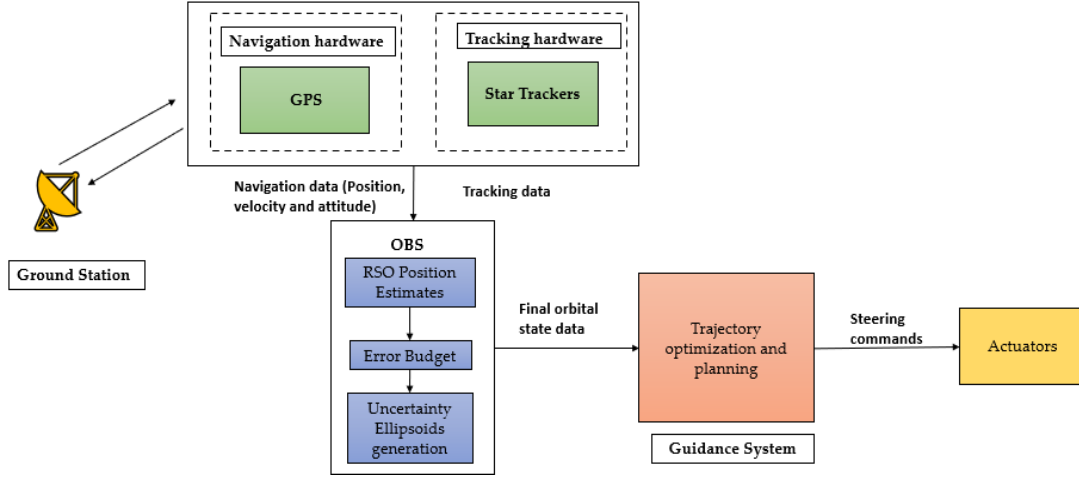 Navigation hardware
GPS
Tracking hardware
Star Trackers
Ground Station
Navigation data (Position,
velocity and attitude)
Tracking data
OBS
RSO Position
Estimates
Error Budget
Uncertainty
Ellipsoids
generation
Final orbital
state data
Trajectory
optimization and
planning
Guidance System
Steering
commands
Actuators